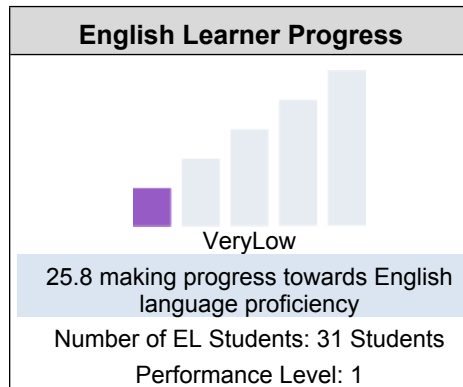 English Learner Progress
VeryLow
25.8 making progress towards English
language proficiency
Number of EL Students: 31 Students
Performance Level: 1